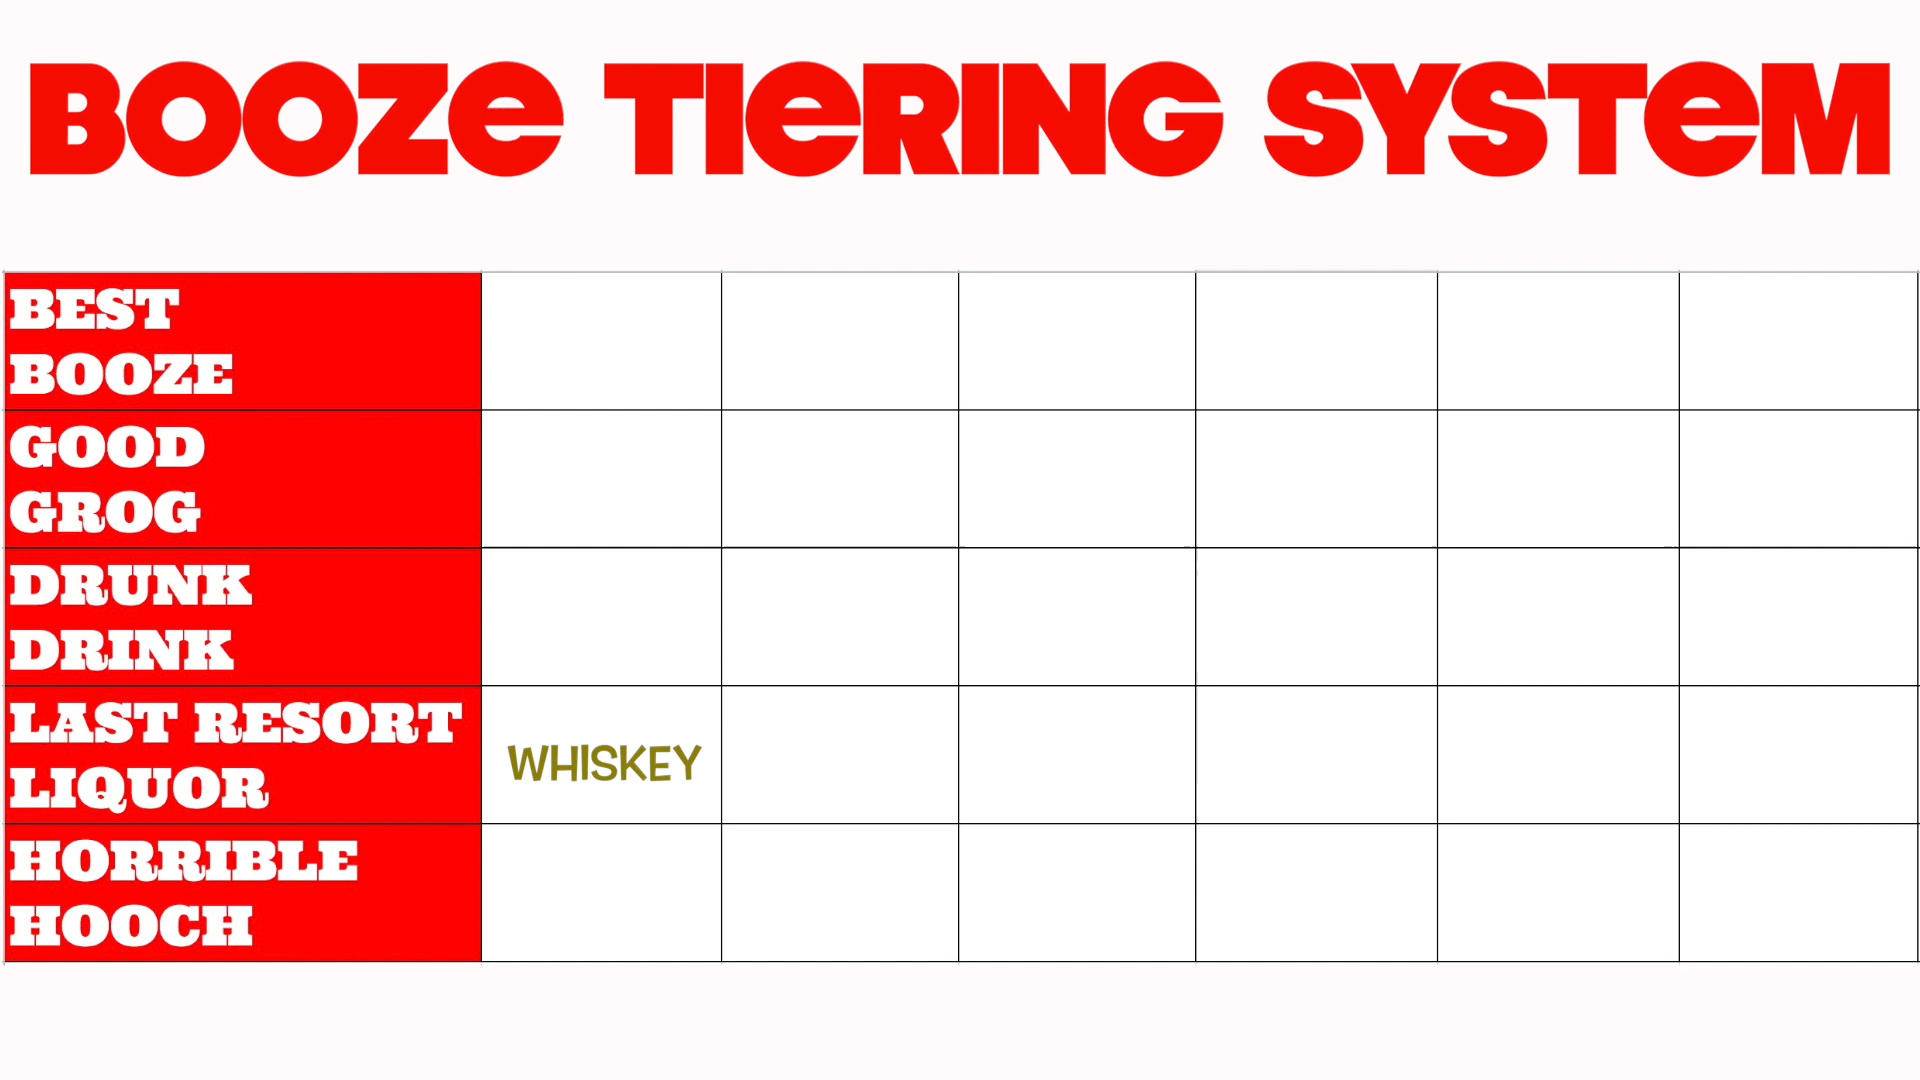 BOOZE TIERING SYSTEM
BEST
BOOZE
GOOD
GROG
DRUNK
DRINK
LAST RESORT
LIQUOR
WHISKEY
HORRIBLE
HOOCH